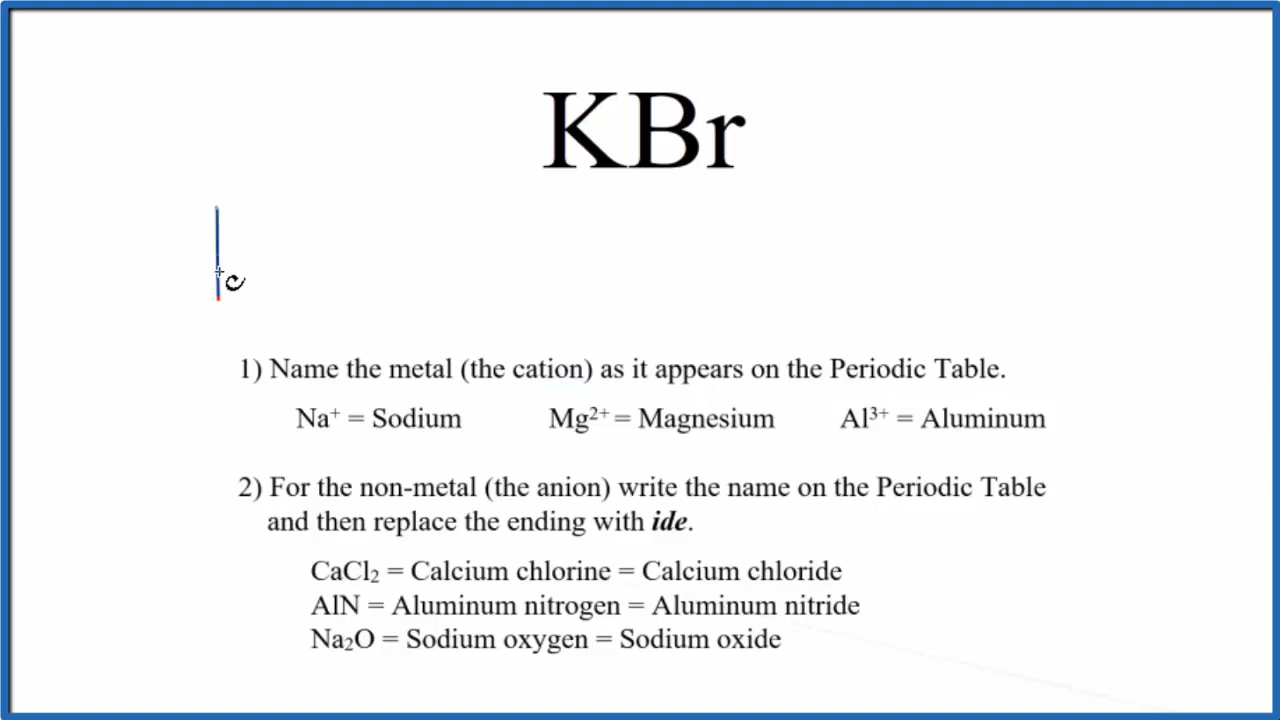 KBr
1) Name the metal (the cation) as it appears on the Periodic Table.
Na⁺ = Sodium Mg²⁺ = Magnesium Al³⁺ = Aluminum
2) For the non-metal (the anion) write the name on the Periodic Table
and then replace the ending with ide.
CaCl₂ = Calcium chlorine = Calcium chloride
AlN = Aluminum nitrogen = Aluminum nitride
Na₂O = Sodium oxygen = Sodium oxide